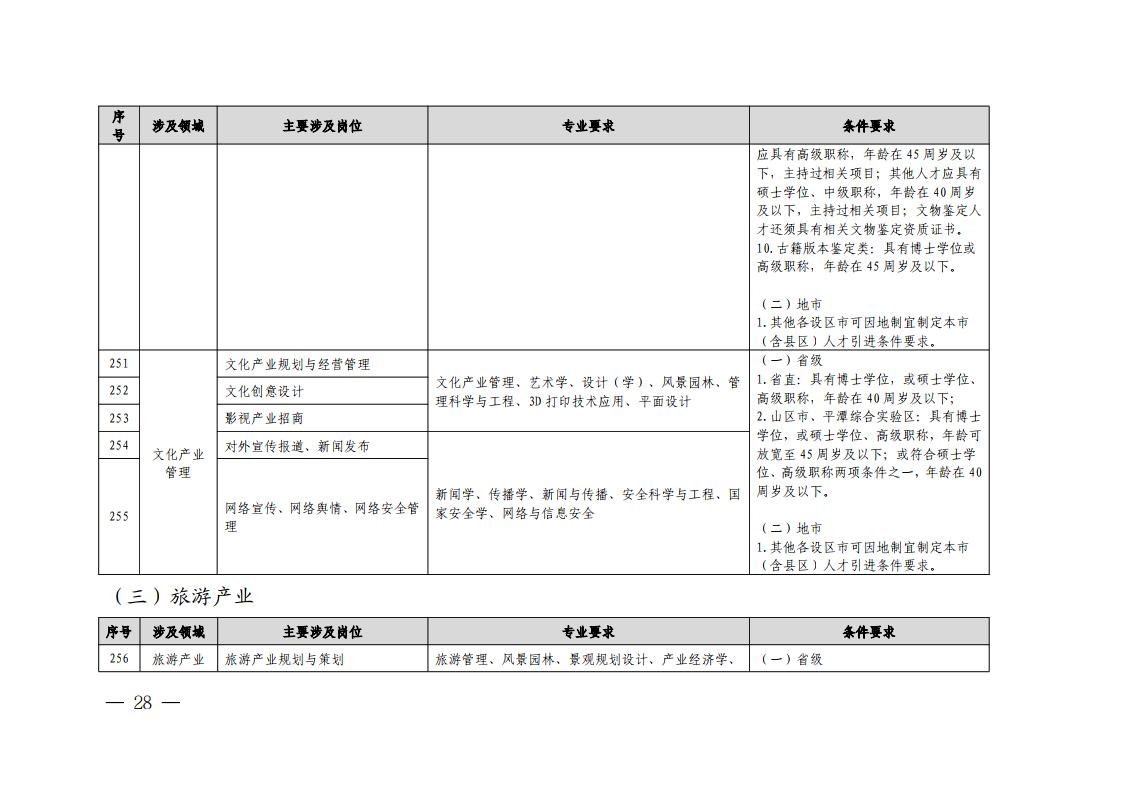 序号 涉及领域 主要涉及岗位 专业要求 条件要求
应具有高级职称，年龄在 45 周岁及以
下，主持过相关项目；其他人才应具有
硕士学位、中级职称，年龄在 40 周岁
及以下，主持过相关项目；文物鉴定人
才还须具有相关文物鉴定资质证书。
10.古籍版本鉴定类：具有博士学位或
高级职称，年龄在 45 周岁及以下。
（二）地市
1.其他各设区市可因地制宜制定本市
（含县区）人才引进条件要求。
251
252
253
254
255
文化产业
管理
文化产业规划与经营管理
文化创意设计
影视产业招商
对外宣传报道、新闻发布
网络宣传、网络舆情、网络安全管
理
文化产业管理、艺术学、设计（学）、风景园林、管
理科学与工程、3D 打印技术应用、平面设计
新闻学、传播学、新闻与传播、安全科学与工程、国
家安全学、网络与信息安全
（一）省级
1.省直：具有博士学位，或硕士学位、
高级职称，年龄在 40 周岁及以下；
2.山区市、平潭综合实验区：具有博士
学位，或硕士学位、高级职称，年龄可
放宽至 45 周岁及以下；或符合硕士学
位、高级职称两项条件之一，年龄在 40
周岁及以下。
（二）地市
1.其他各设区市可因地制宜制定本市
（含县区）人才引进条件要求。
（三）旅游产业
序号 涉及领域 主要涉及岗位 专业要求 条件要求
256 旅游产业 旅游产业规划与策划 旅游管理、风景园林、景观规划设计、产业经济学、 （一）省级
— 28 —